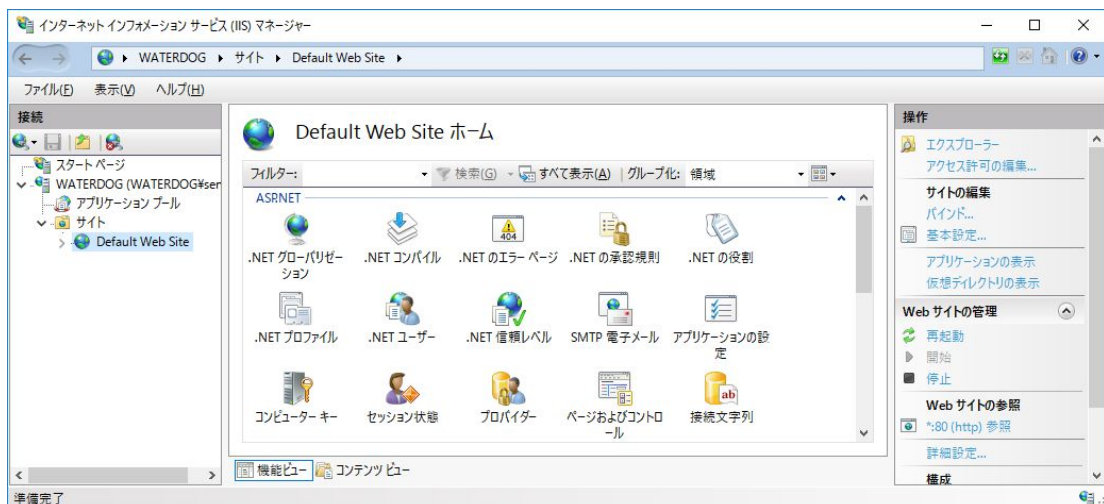 インターネット インフォメーション サービス (IIS) マネージャー
WATERDOG サイト Default Web Site
ファイル(F) 表示(V) ヘルプ(H)
接続
スタート ページ
WATERDOG (WATERDOG¥ser
アプリケーション プール
サイト
Default Web Site
Default Web Site ホーム
フィルター: 検索(G) すべて表示(A) グループ化: 領域
ASP.NET
.NET グローバリゼーション
.NET コンパイル
404
.NET のエラー ページ
.NET の承認規則
.NET の役割
.NET プロファイル
.NET ユーザー
.NET 信頼レベル
SMTP 電子メール
アプリケーションの設定
コンピューター キー
セッション状態
プロバイダー
ページおよびコントロール
ab
接続文字列
機能ビュー コンテンツ ビュー
操作
エクスプローラー
アクセス許可の編集...
サイトの編集
バインド...
基本設定...
アプリケーションの表示
仮想ディレクトリの表示
Web サイトの管理
再起動
開始
停止
Web サイトの参照
*:80 (http) 参照
詳細設定...
構成
準備完了